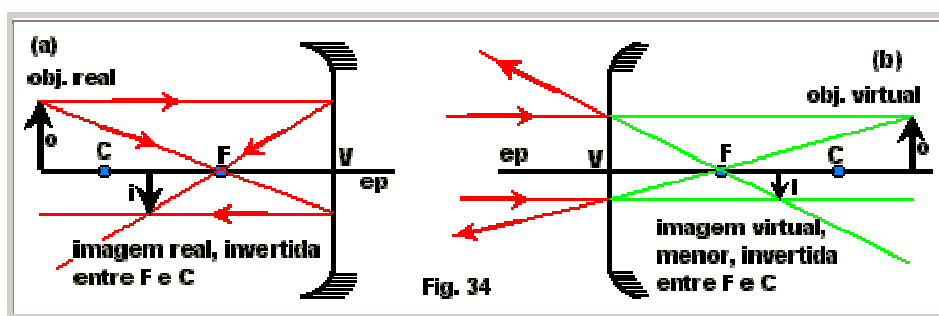 (a)
obj. real
o
C
F
V
ep
i
imagem real, invertida
entre F e C
Fig. 34
(b)
obj. virtual
ep
V
F
C
o
I
imagem virtual,
menor, invertida
entre F e C